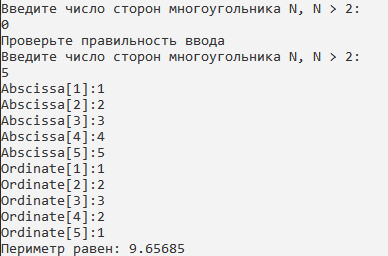 Введите число сторон многоугольника N, N > 2:
0
Проверьте правильность ввода
Введите число сторон многоугольника N, N > 2:
5
Abscissa[1]:1
Abscissa[2]:2
Abscissa[3]:3
Abscissa[4]:4
Abscissa[5]:5
Ordinate[1]:1
Ordinate[2]:2
Ordinate[3]:3
Ordinate[4]:2
Ordinate[5]:1
Периметр равен: 9.65685